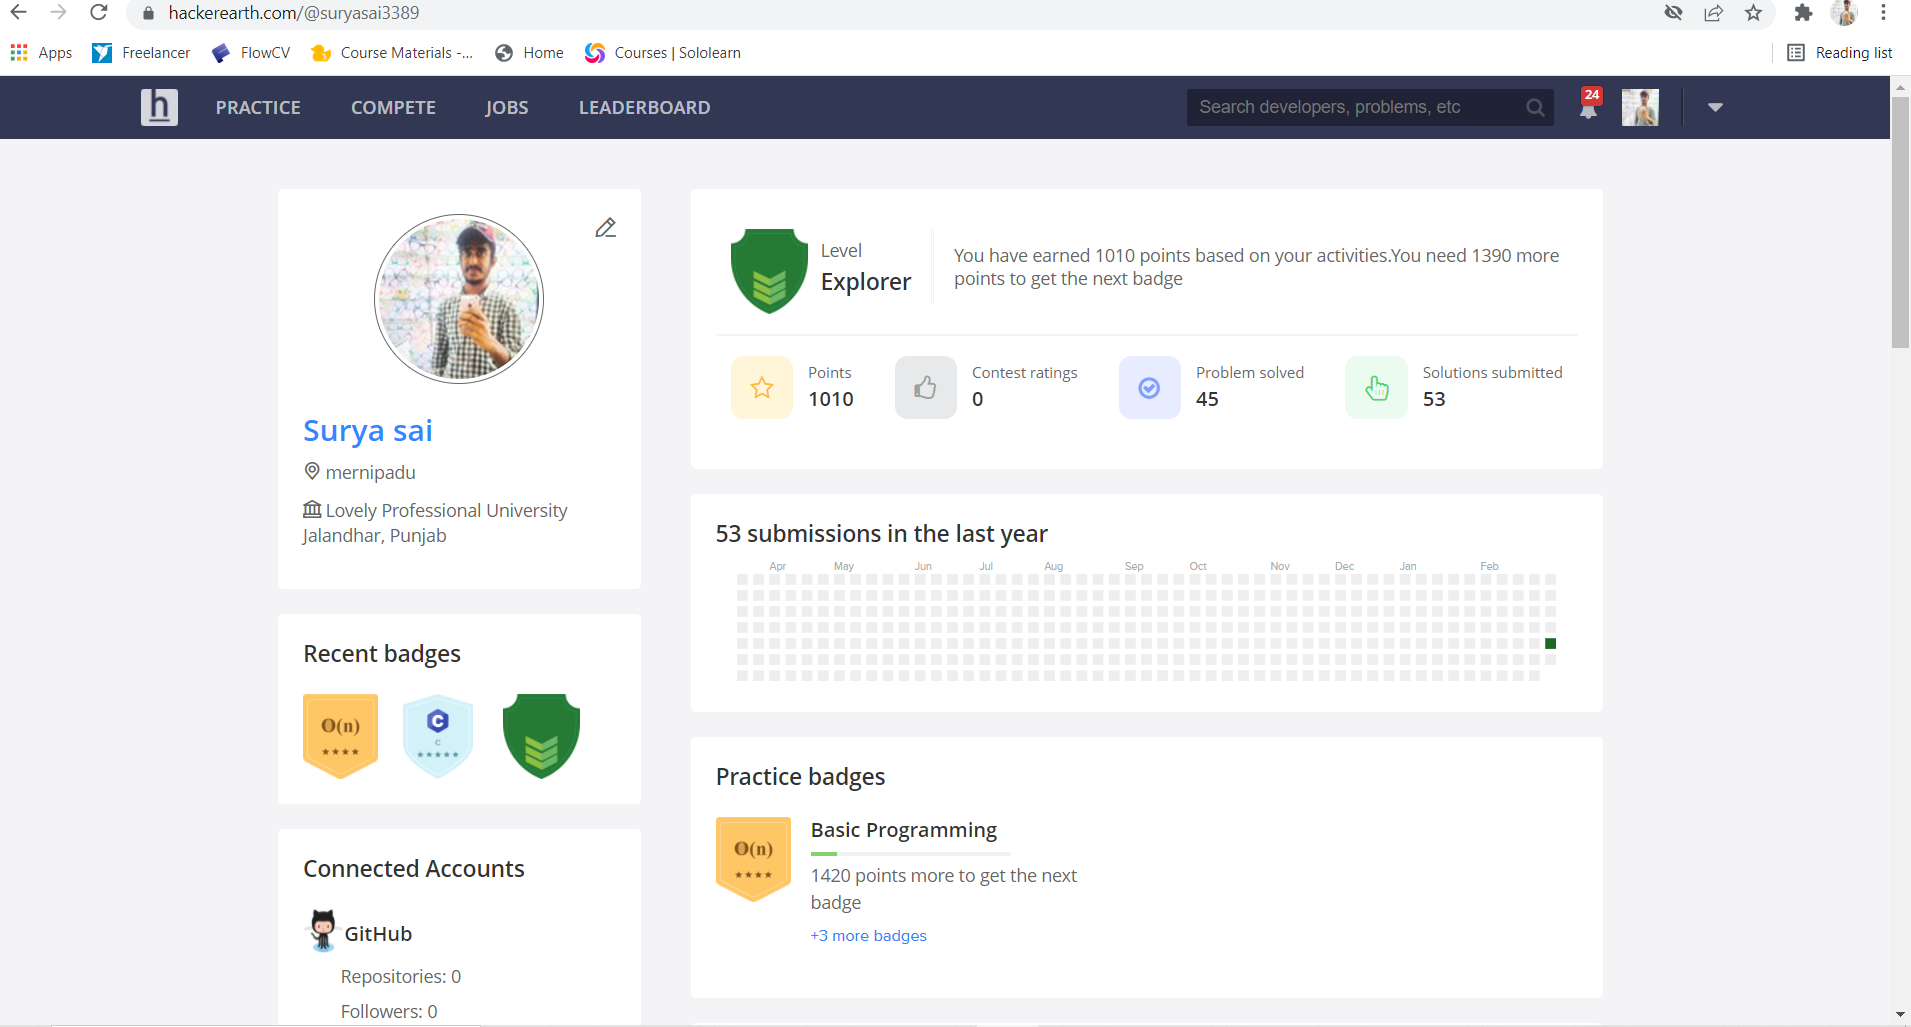 hackerearth.com/@suryasai3389
Apps Freelancer FlowCV Course Materials -... Home Courses | Sololearn Reading list
h PRACTICE COMPETE JOBS LEADERBOARD Search developers, problems, etc 24
Surya sai
mernipadu
Lovely Professional University
Jalandhar, Punjab
Recent badges
O(n) C
C
Connected Accounts
GitHub
Repositories: 0
Followers: 0
Level
Explorer
You have earned 1010 points based on your activities.You need 1390 more
points to get the next badge
Points
1010
Contest ratings
0
Problem solved
45
Solutions submitted
53
53 submissions in the last year
Apr May Jun Jul Aug Sep Oct Nov Dec Jan Feb
Practice badges
O(n)
Basic Programming
1420 points more to get the next
badge
+3 more badges